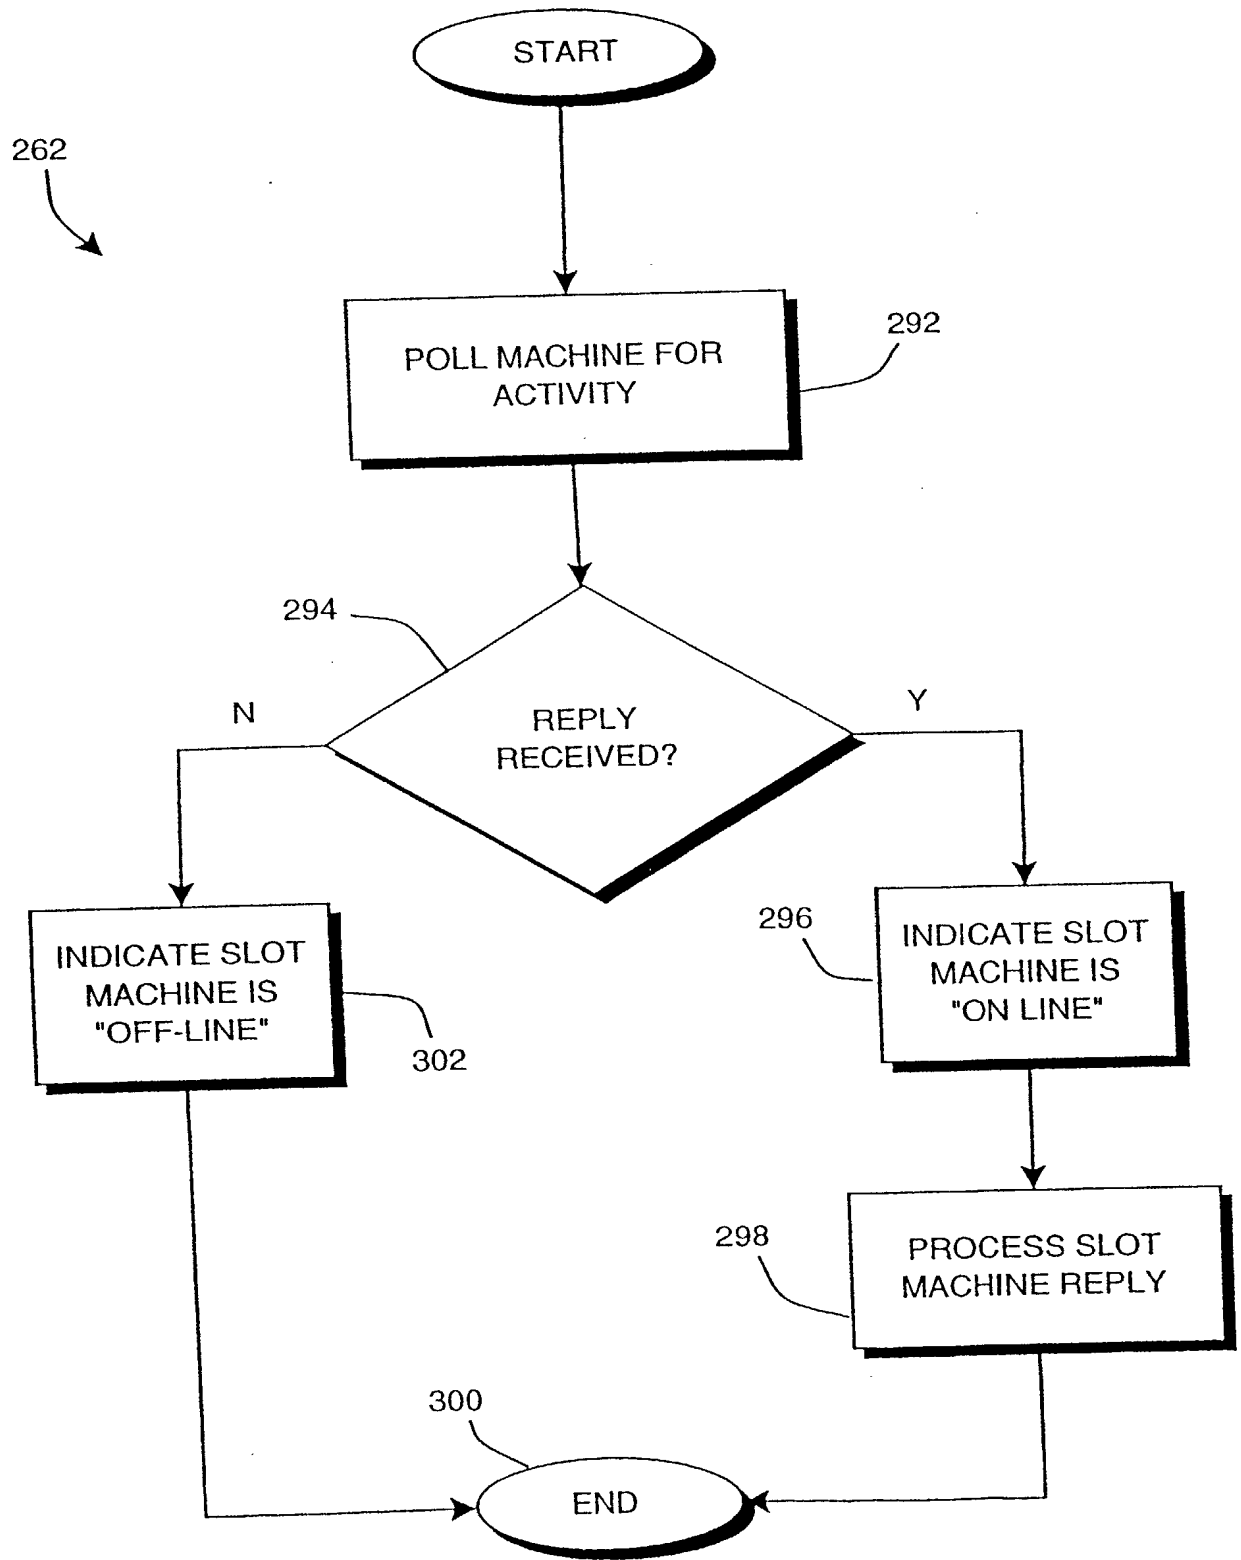 START
262
POLL MACHINE FOR
ACTIVITY
292
294
N
REPLY
RECEIVED?
Y
INDICATE SLOT
MACHINE IS
"OFF-LINE"
302
296
INDICATE SLOT
MACHINE IS
"ON LINE"
298
PROCESS SLOT
MACHINE REPLY
300
END